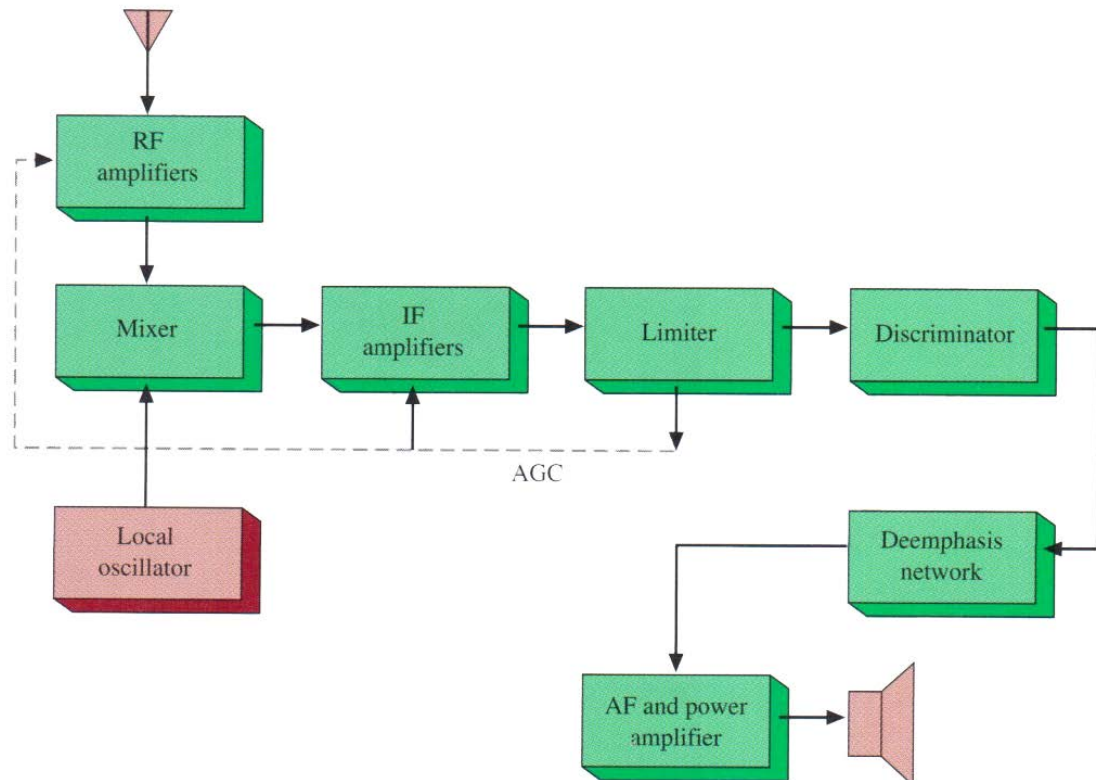 RF
amplifiers
Mixer
IF
amplifiers
Limiter
Discriminator
AGC
Local
oscillator
Deemphasis
network
AF and power
amplifier